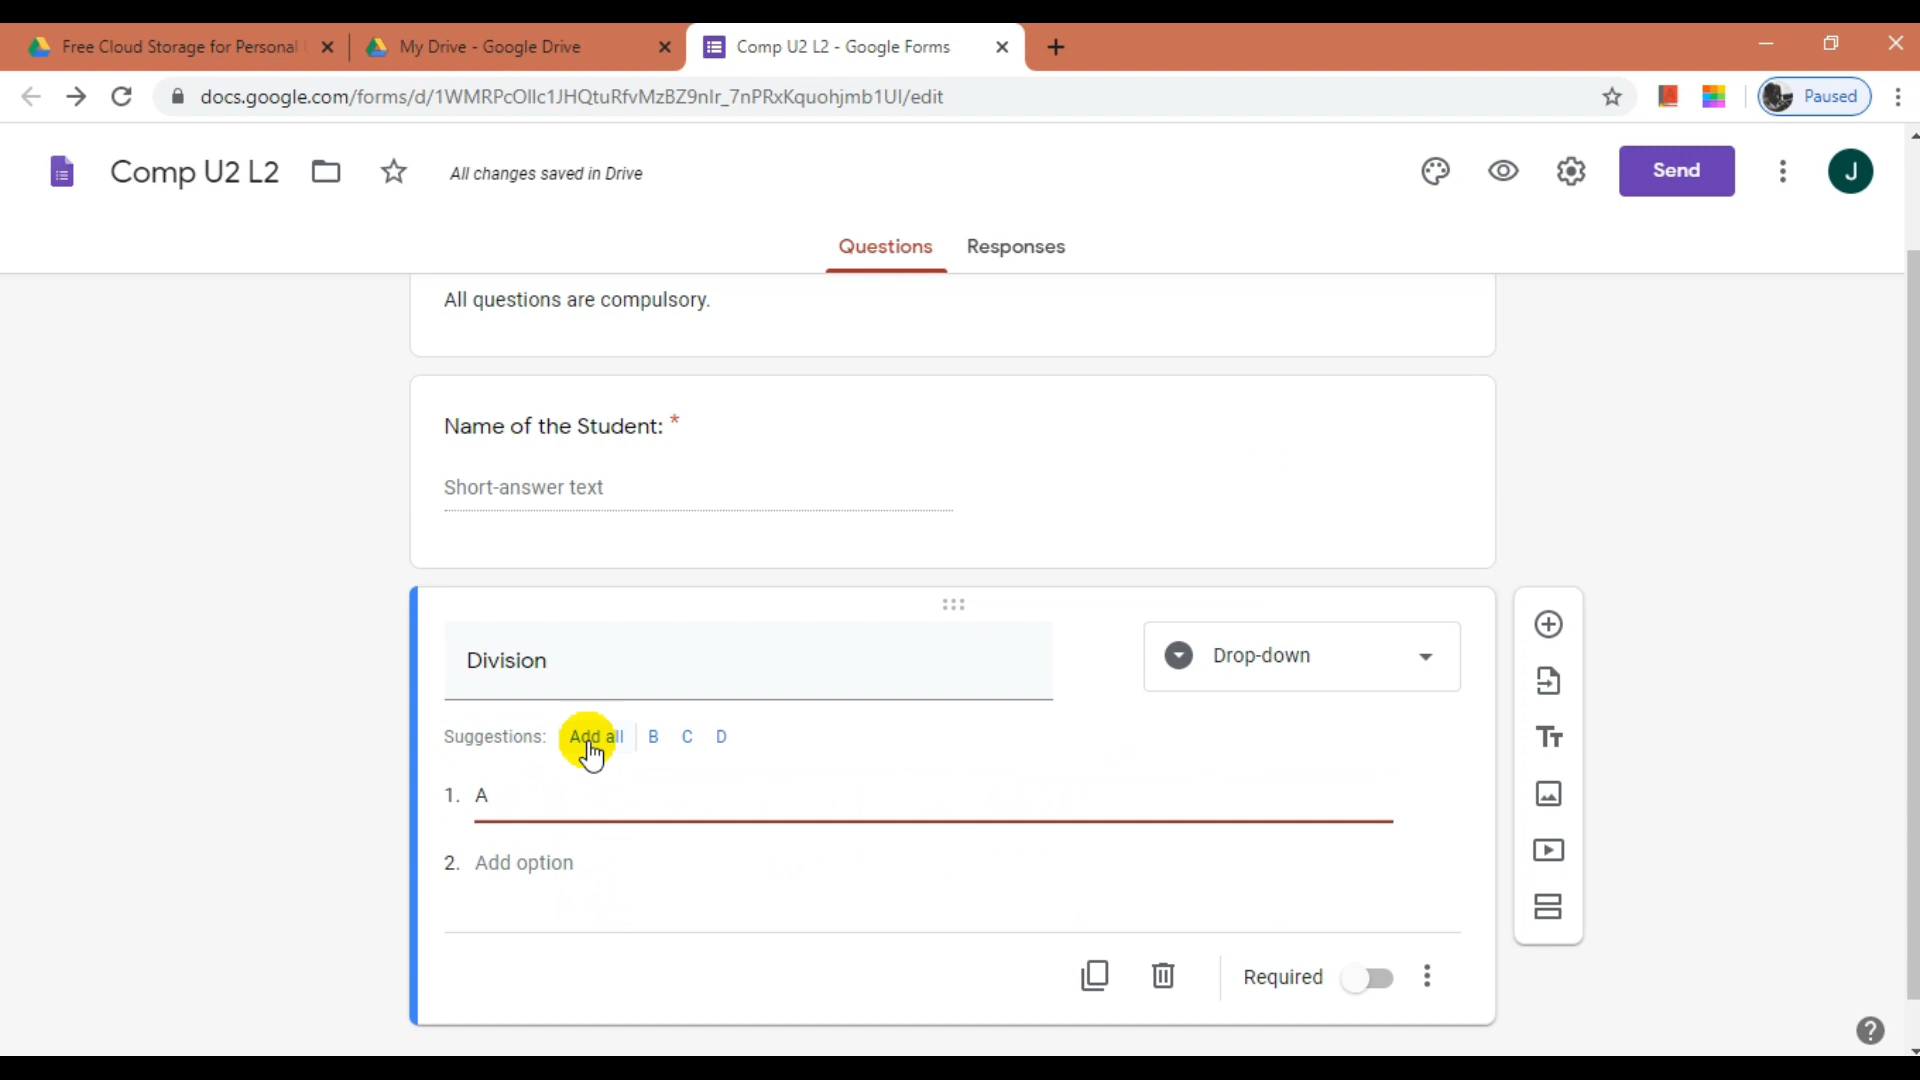 Free Cloud Storage for Personal
My Drive - Google Drive
Comp U2 L2 - Google Forms
docs.google.com/forms/d/1WMRPcOllc1JHQtuRfvMzBZ9nlr_7nPRxKquohjmb1UI/edit
Paused
Comp U2 L2
All changes saved in Drive
Send
J
Questions
Responses
All questions are compulsory.
Name of the Student: *
Short-answer text
Division
Drop-down
Suggestions: Add all B C D
1. A
2. Add option
Required